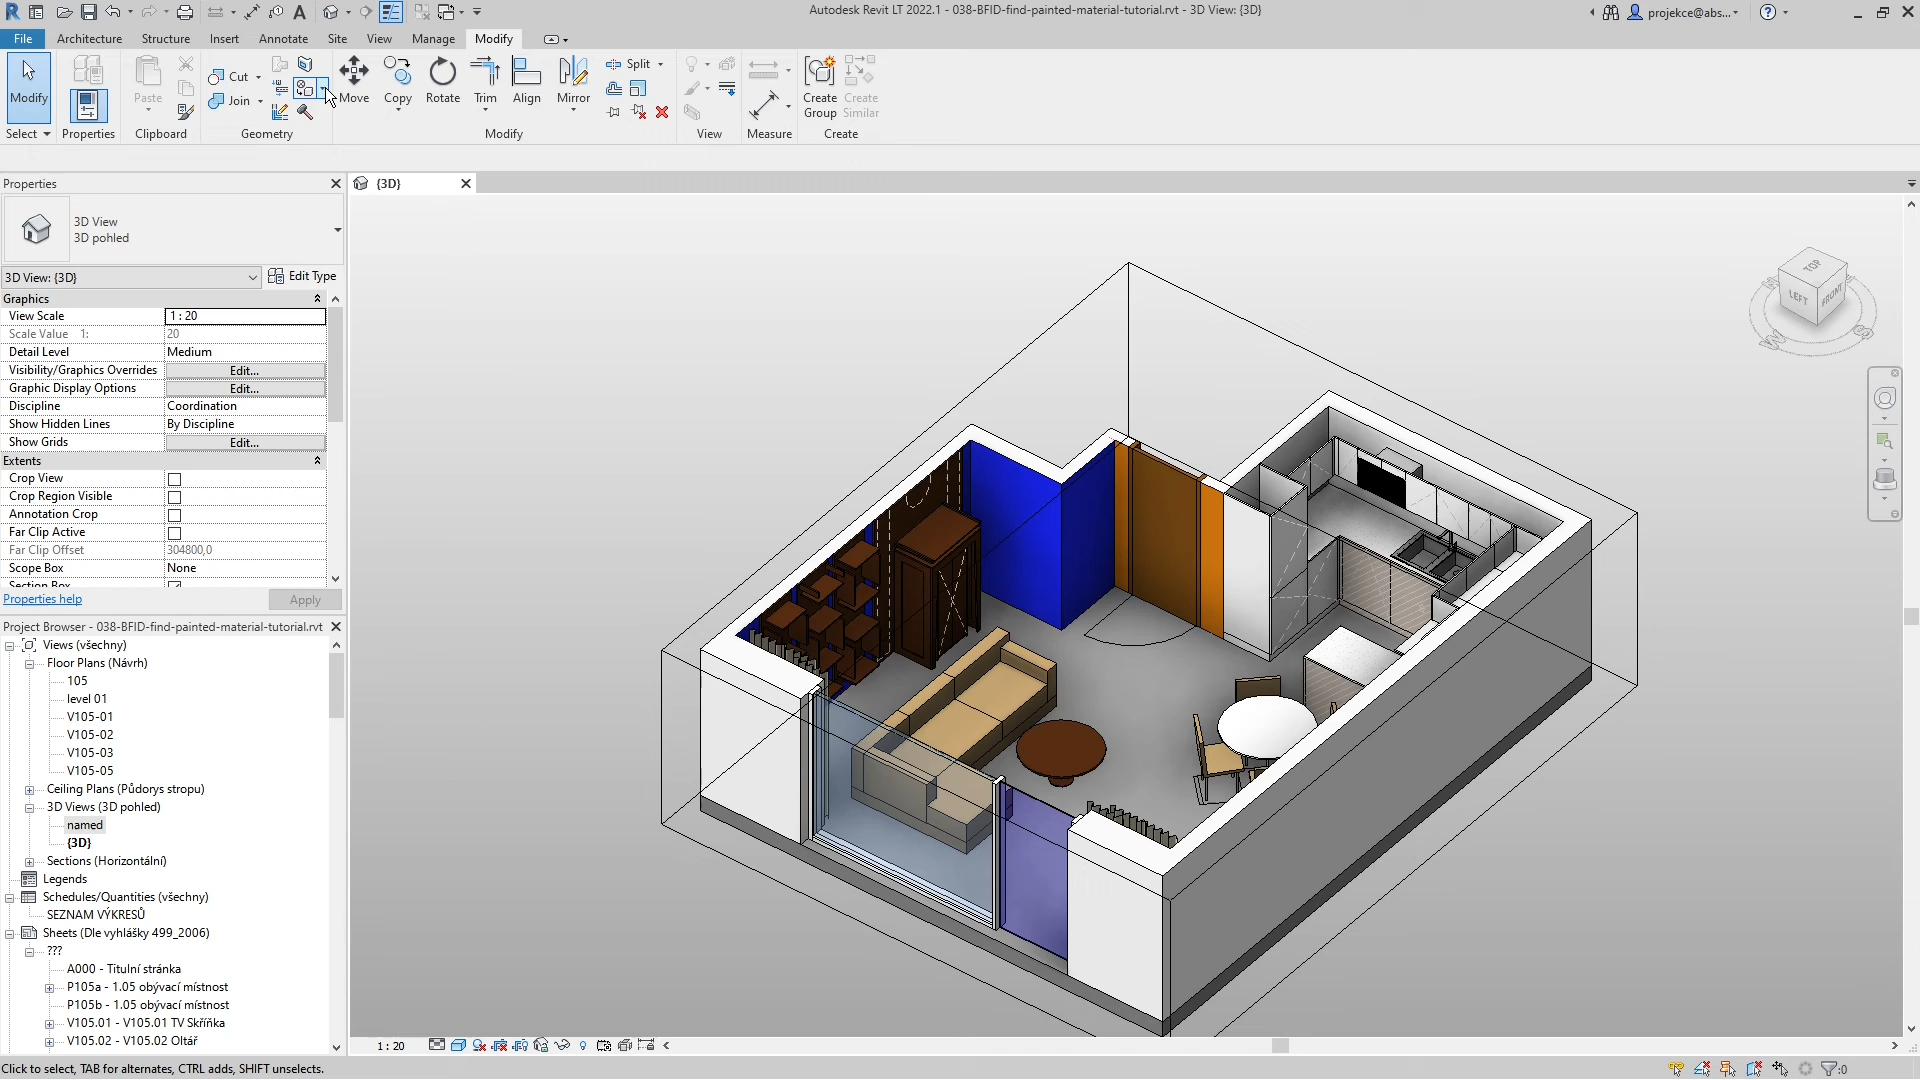 Autodesk Revit LT 2022.1 - 038-BFID-find-painted-material-tutorial.rvt - 3D View: {3D}
projekce@abs...
File Architecture Structure Insert Annotate Site View Manage Modify
Modify
Paste
Cut
Join
Move Copy Rotate Trim Align Mirror
Split
Create Group
Create Similar
Select Properties Clipboard Geometry Modify View Measure Create
Properties
{3D}
3D View
3D pohled
3D View: {3D} Edit Type
Graphics
View Scale 1 : 20
Scale Value 1: 20
Detail Level Medium
Visibility/Graphics Overrides Edit...
Graphic Display Options Edit...
Discipline Coordination
Show Hidden Lines By Discipline
Show Grids Edit...
Extents
Crop View
Crop Region Visible
Annotation Crop
Far Clip Active
Far Clip Offset 304800,0
Scope Box None
Section Box
Properties help Apply
Project Browser - 038-BFID-find-painted-material-tutorial.rvt
Views (všechny)
Floor Plans (Návrh)
105
level 01
V105-01
V105-02
V105-03
V105-05
Ceiling Plans (Půdorys stropu)
3D Views (3D pohled)
named
{3D}
Sections (Horizontální)
Legends
Schedules/Quantities (všechny)
SEZNAM VÝKRESŮ
Sheets (Dle vyhlášky 499_2006)
???
A000 - Titulní stránka
P105a - 1.05 obývací místnost
P105b - 1.05 obývací místnost
V105.01 - V105.01 TV Skříňka
V105.02 - V105.02 Oltář
TOP
LEFT
FRONT
W
S
1 : 20
Click to select, TAB for alternates, CTRL adds, SHIFT unselects.
:0